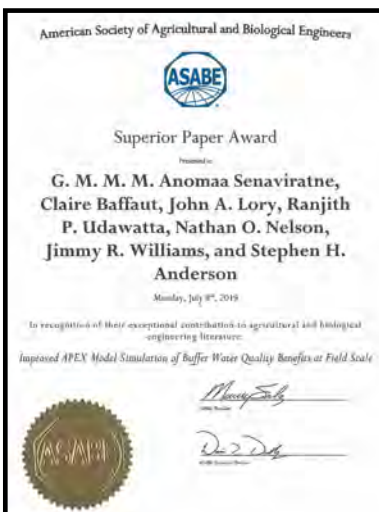 American Society of Agricultural and Biological Engineers
ASABE
Superior Paper Award
Presented to
G. M. M. M. Anomaa Senaviratne,
Claire Baffaut, John A. Lory, Ranjith
P. Udawatta, Nathan O. Nelson,
Jimmy R. Williams, and Stephen H.
Anderson
Monday, July 8th, 2019
In recognition of their exceptional contribution to agricultural and biological
engineering literature:
Improved APEX Model Simulation of Buffer Water Quality Benefits at Field Scale
ASABE